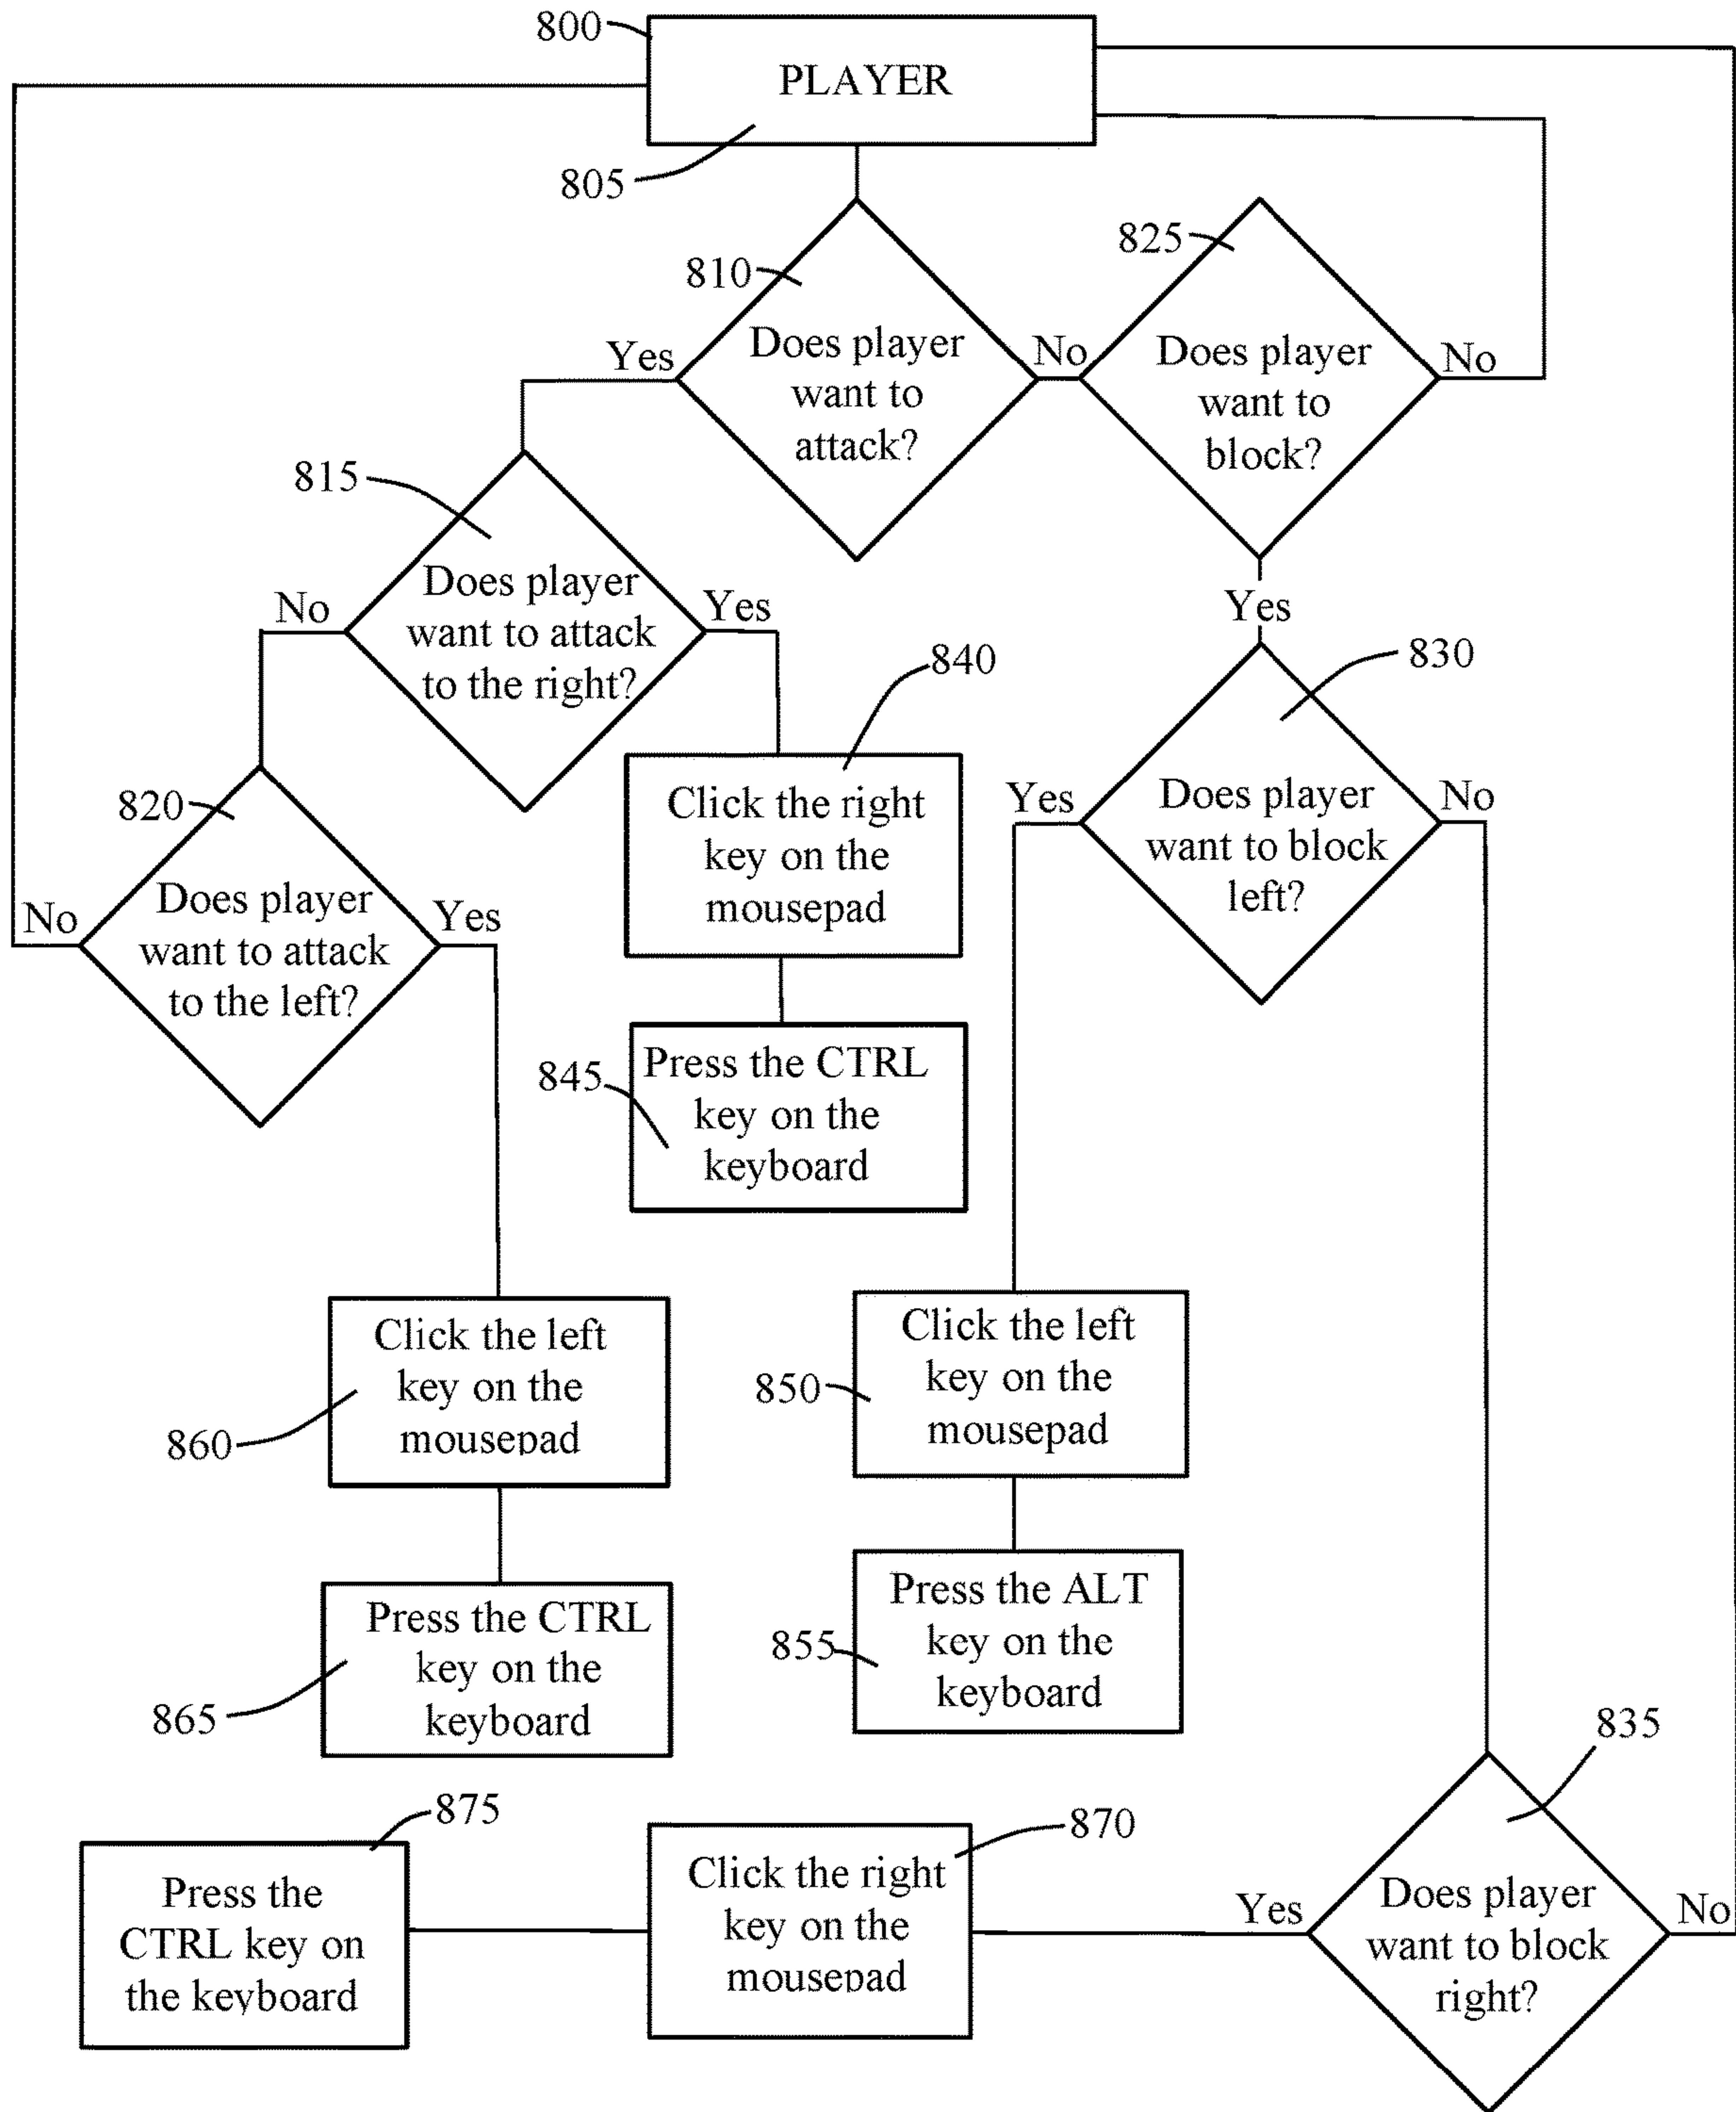 800
PLAYER
805
810
Does player
want to
attack?
Yes
No
825
Does player
want to
block?
No
Yes
815
Does player
want to attack
to the right?
No
Yes
840
Click the right
key on the
mousepad
845
Press the CTRL
key on the
keyboard
820
Does player
want to attack
to the left?
No
Yes
830
Does player
want to block
left?
Yes
No
860
Click the left
key on the
mousepad
865
Press the CTRL
key on the
keyboard
850
Click the left
key on the
mousepad
855
Press the ALT
key on the
keyboard
835
Does player
want to block
right?
Yes
No
870
Click the right
key on the
mousepad
875
Press the
CTRL key on
the keyboard